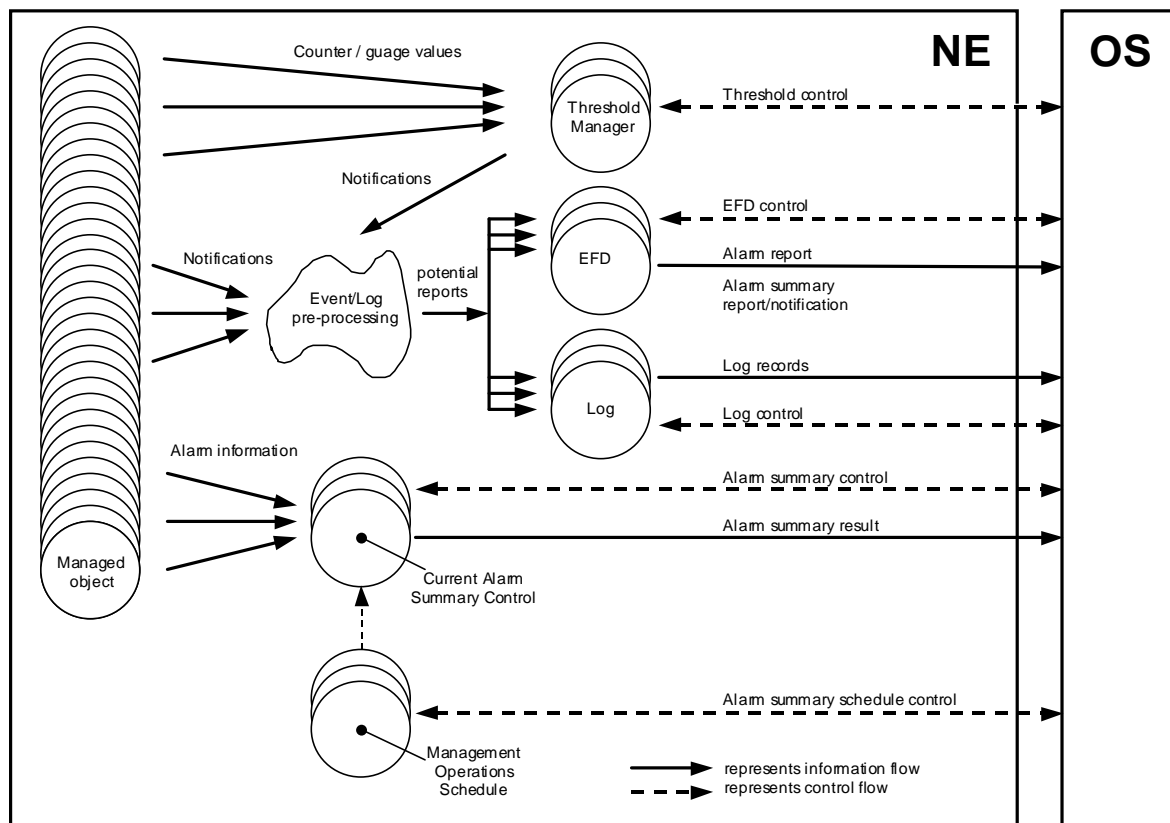 NE
OS
Counter / guage values
Threshold
Manager
Threshold control
Notifications
EFD control
Notifications
potential
reports
EFD
Alarm report
Event/Log
pre-processing
Alarm summary
report/notification
Log records
Log
Log control
Alarm information
Alarm summary control
Alarm summary result
Managed
object
Current Alarm
Summary Control
Alarm summary schedule control
Management
Operations
Schedule
represents information flow
represents control flow